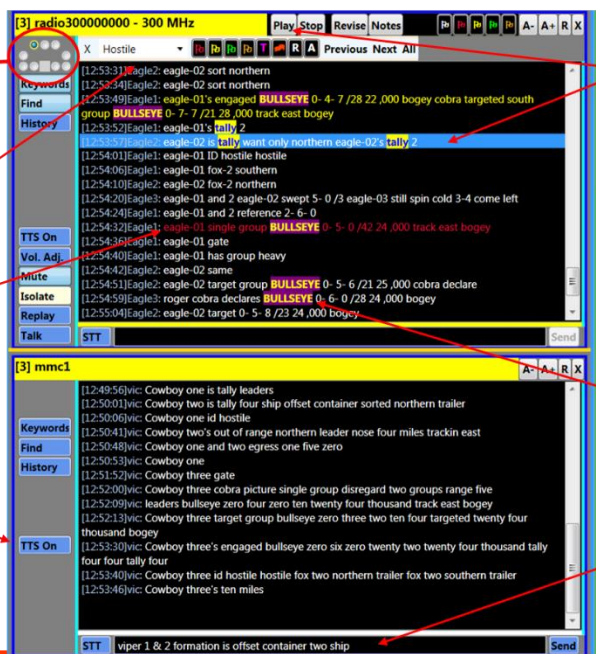 [3] radio300000000 - 300 MHz Play Stop Revise Notes A- A+ R X
X Hostile T R A Previous Next All
Keywords
Find
History
TTS On
Vol. Adj.
Mute
Isolate
Replay
Talk
[12:53:31]Eagle2: eagle-02 sort northern
[12:53:34]Eagle2: eagle-02 sort northern
[12:53:49]Eagle1: eagle-01's engaged BULLSEYE 0- 4- 7 /28 22 ,000 bogey cobra targeted south
group BULLSEYE 0- 7- 7 /21 28 ,000 track east bogey
[12:53:52]Eagle1: eagle-01's tally 2
[12:53:57]Eagle2: eagle-02 is tally want only northern eagle-02's tally 2
[12:54:01]Eagle1: eagle-01 ID hostile hostile
[12:54:06]Eagle1: eagle-01 fox-2 southern
[12:54:10]Eagle2: eagle-02 fox-2 northern
[12:54:20]Eagle3: eagle-01 and 2 eagle-02 swept 5- 0 /3 eagle-03 still spin cold 3-4 come left
[12:54:24]Eagle1: eagle-01 and 2 reference 2- 6- 0
[12:54:32]Eagle1: eagle-01 single group BULLSEYE 0- 5- 0 /42 24 ,000 track east bogey
[12:54:36]Eagle1: eagle-01 gate
[12:54:40]Eagle1: eagle-01 has group heavy
[12:54:42]Eagle2: eagle-02 same
[12:54:51]Eagle2: eagle-02 target group BULLSEYE 0- 5- 6 /21 25 ,000 cobra declare
[12:54:59]Eagle3: roger cobra declares BULLSEYE 0- 6- 0 /28 24 ,000 bogey
[12:55:04]Eagle2: eagle-02 target 0- 5- 8 /23 24 ,000 bogey
STT Send
[3] mmc1 A- A+ R X
Keywords
Find
History
TTS On
[12:49:56]vic: Cowboy one is tally leaders
[12:50:01]vic: Cowboy two is tally four ship offset container sorted northern trailer
[12:50:06]vic: Cowboy one id hostile
[12:50:41]vic: Cowboy two's out of range northern leader nose four miles trackin east
[12:50:48]vic: Cowboy one and two egress one five zero
[12:50:53]vic: Cowboy one
[12:51:52]vic: Cowboy three gate
[12:52:00]vic: Cowboy three cobra picture single group disregard two groups range five
[12:52:09]vic: leaders bullseye zero four zero ten twenty four thousand track east bogey
[12:52:13]vic: Cowboy three target group bullseye zero three two ten four targeted twenty four
thousand bogey
[12:53:30]vic: Cowboy three's engaged bullseye zero six zero twenty two twenty four thousand tally
four four tally four
[12:53:40]vic: Cowboy three id hostile hostile fox two northern trailer fox two southern trailer
[12:53:46]vic: Cowboy three's ten miles
STT viper 1 & 2 formation is offset container two ship Send